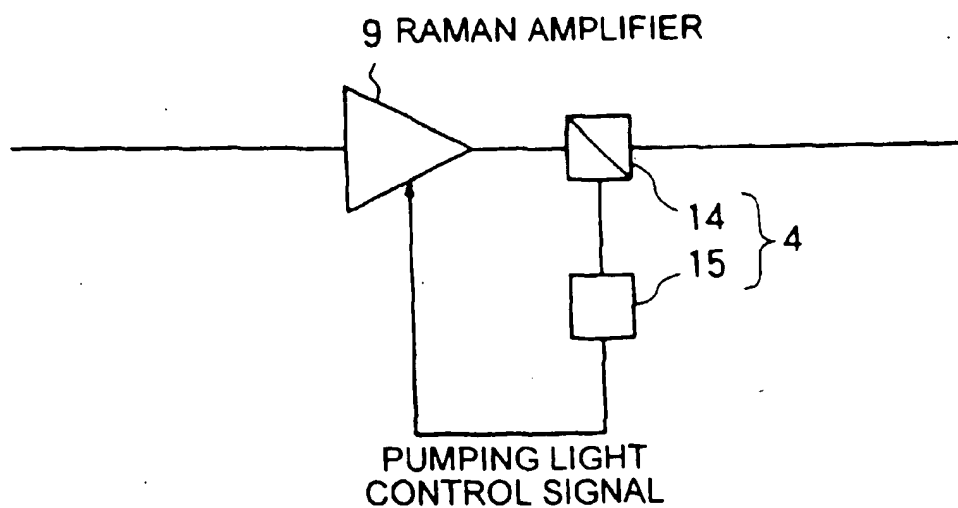 9 RAMAN AMPLIFIER
14
15
4
PUMPING LIGHT
CONTROL SIGNAL